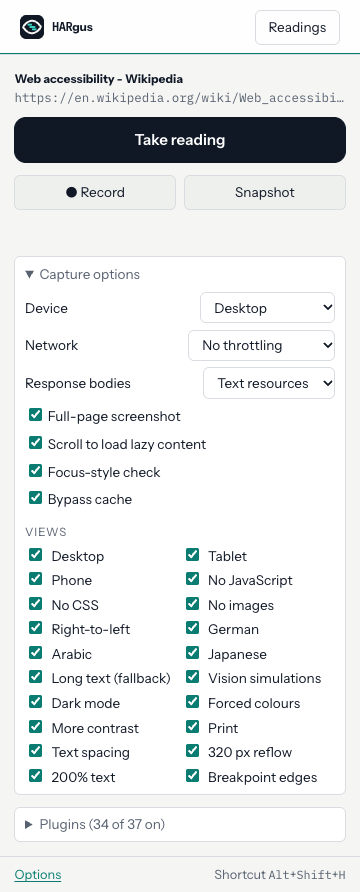 HARgus
Readings
Web accessibility - Wikipedia
https://en.wikipedia.org/wiki/Web_accessibi…
Take reading
Record
Snapshot
Capture options
Device
Desktop
Network
No throttling
Response bodies
Text resources
Full-page screenshot
Scroll to load lazy content
Focus-style check
Bypass cache
VIEWS
Desktop
Tablet
Phone
No JavaScript
No CSS
No images
Right-to-left
German
Arabic
Japanese
Long text (fallback)
Vision simulations
Dark mode
Forced colours
More contrast
Print
Text spacing
320 px reflow
200% text
Breakpoint edges
Plugins (34 of 37 on)
Options
Shortcut Alt+Shift+H